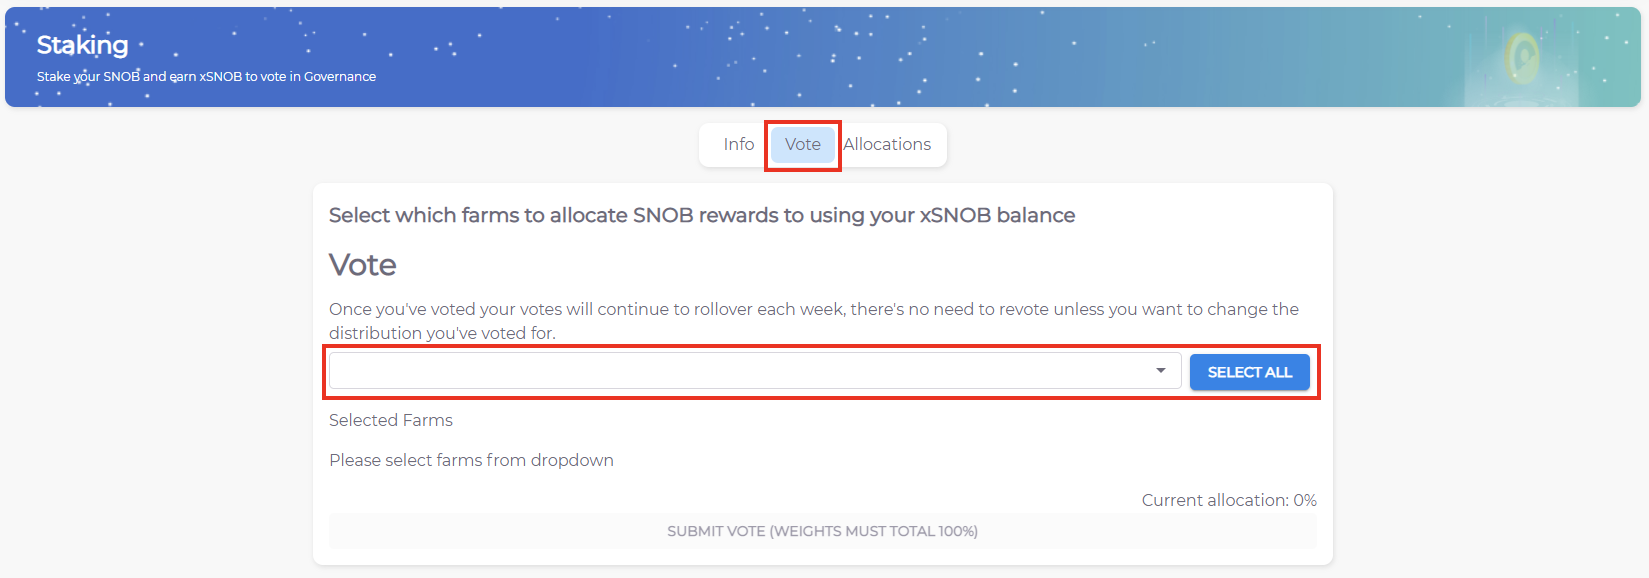 Staking
Stake your SNOB and earn xSNOB to vote in Governance
Info Vote Allocations
Select which farms to allocate SNOB rewards to using your xSNOB balance
Vote
Once you've voted your votes will continue to rollover each week, there's no need to revote unless you want to change the
distribution you've voted for.
SELECT ALL
Selected Farms
Please select farms from dropdown
Current allocation: 0%
SUBMIT VOTE (WEIGHTS MUST TOTAL 100%)